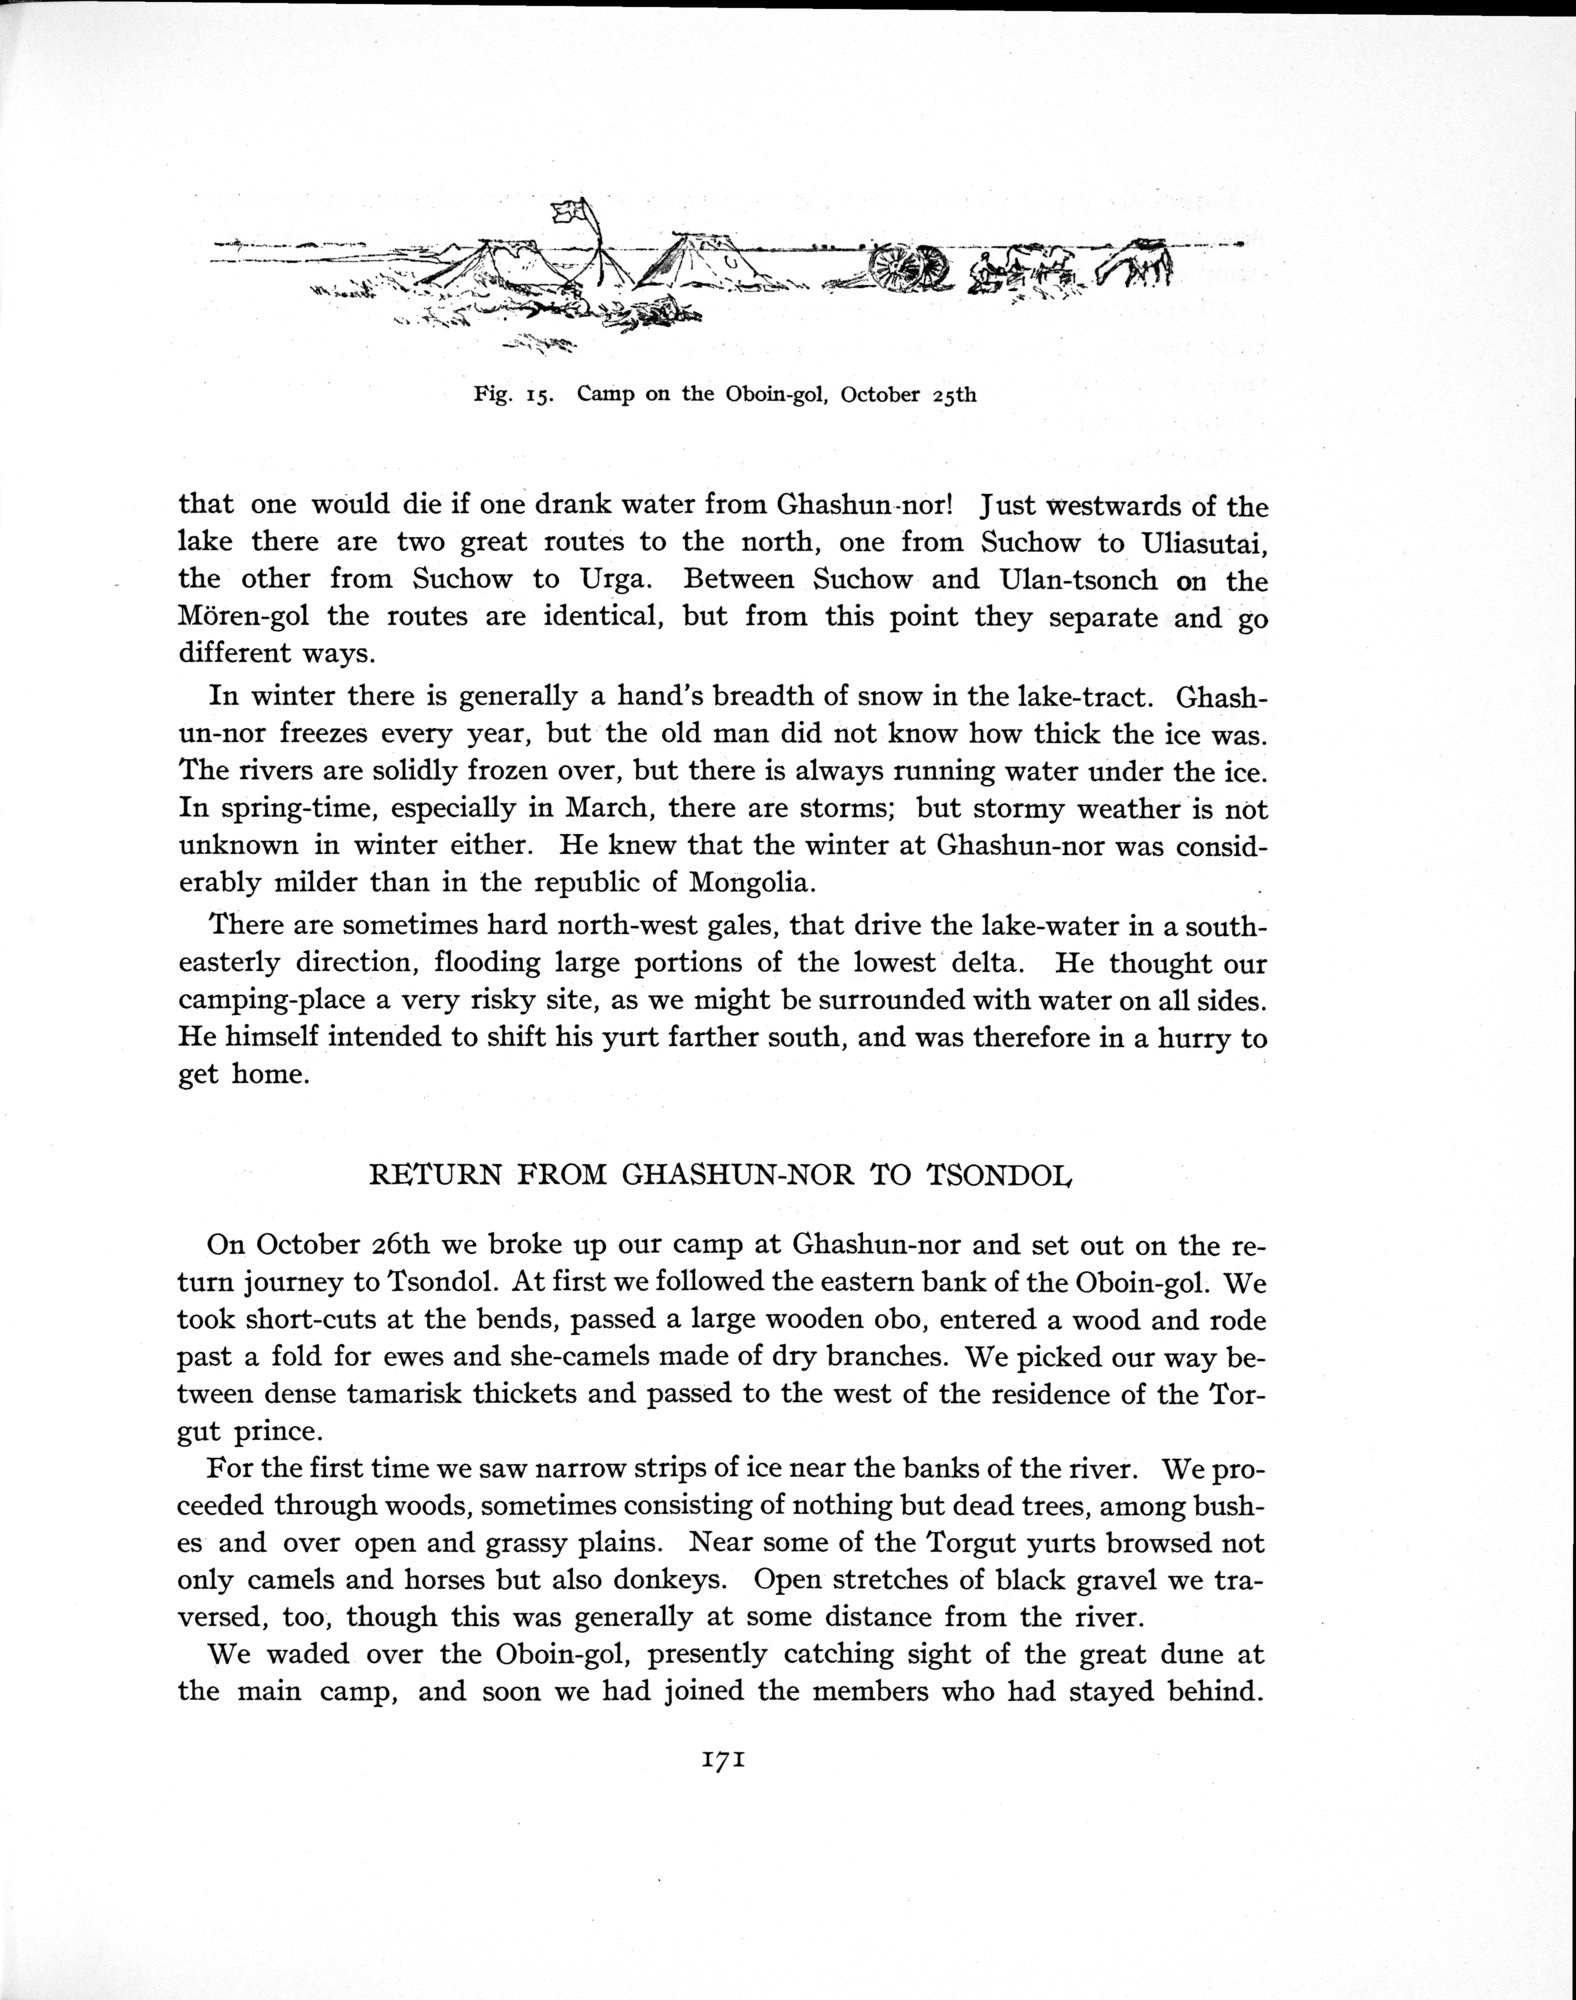 Fig. 15. Camp on the Oboin-gol, October 25th
that one would die if one drank water from Ghashun-nor! Just westwards of the
lake there are two great routes to the north, one from Suchow to Uliasutai,
the other from Suchow to Urga. Between Suchow and Ulan-tsonch on the
Mören-gol the routes are identical, but from this point they separate and go
different ways.
In winter there is generally a hand's breadth of snow in the lake-tract. Ghash-
un-nor freezes every year, but the old man did not know how thick the ice was.
The rivers are solidly frozen over, but there is always running water under the ice.
In spring-time, especially in March, there are storms; but stormy weather is not
unknown in winter either. He knew that the winter at Ghashun-nor was consid-
erably milder than in the republic of Mongolia.
There are sometimes hard north-west gales, that drive the lake-water in a south-
easterly direction, flooding large portions of the lowest delta. He thought our
camping-place a very risky site, as we might be surrounded with water on all sides.
He himself intended to shift his yurt farther south, and was therefore in a hurry to
get home.
RETURN FROM GHASHUN-NOR TO TSONDOL
On October 26th we broke up our camp at Ghashun-nor and set out on the re-
turn journey to Tsondol. At first we followed the eastern bank of the Oboin-gol. We
took short-cuts at the bends, passed a large wooden obo, entered a wood and rode
past a fold for ewes and she-camels made of dry branches. We picked our way be-
tween dense tamarisk thickets and passed to the west of the residence of the Tor-
gut prince.
For the first time we saw narrow strips of ice near the banks of the river. We pro-
ceeded through woods, sometimes consisting of nothing but dead trees, among bush-
es and over open and grassy plains. Near some of the Torgut yurts browsed not
only camels and horses but also donkeys. Open stretches of black gravel we tra-
versed, too, though this was generally at some distance from the river.
We waded over the Oboin-gol, presently catching sight of the great dune at
the main camp, and soon we had joined the members who had stayed behind.
171